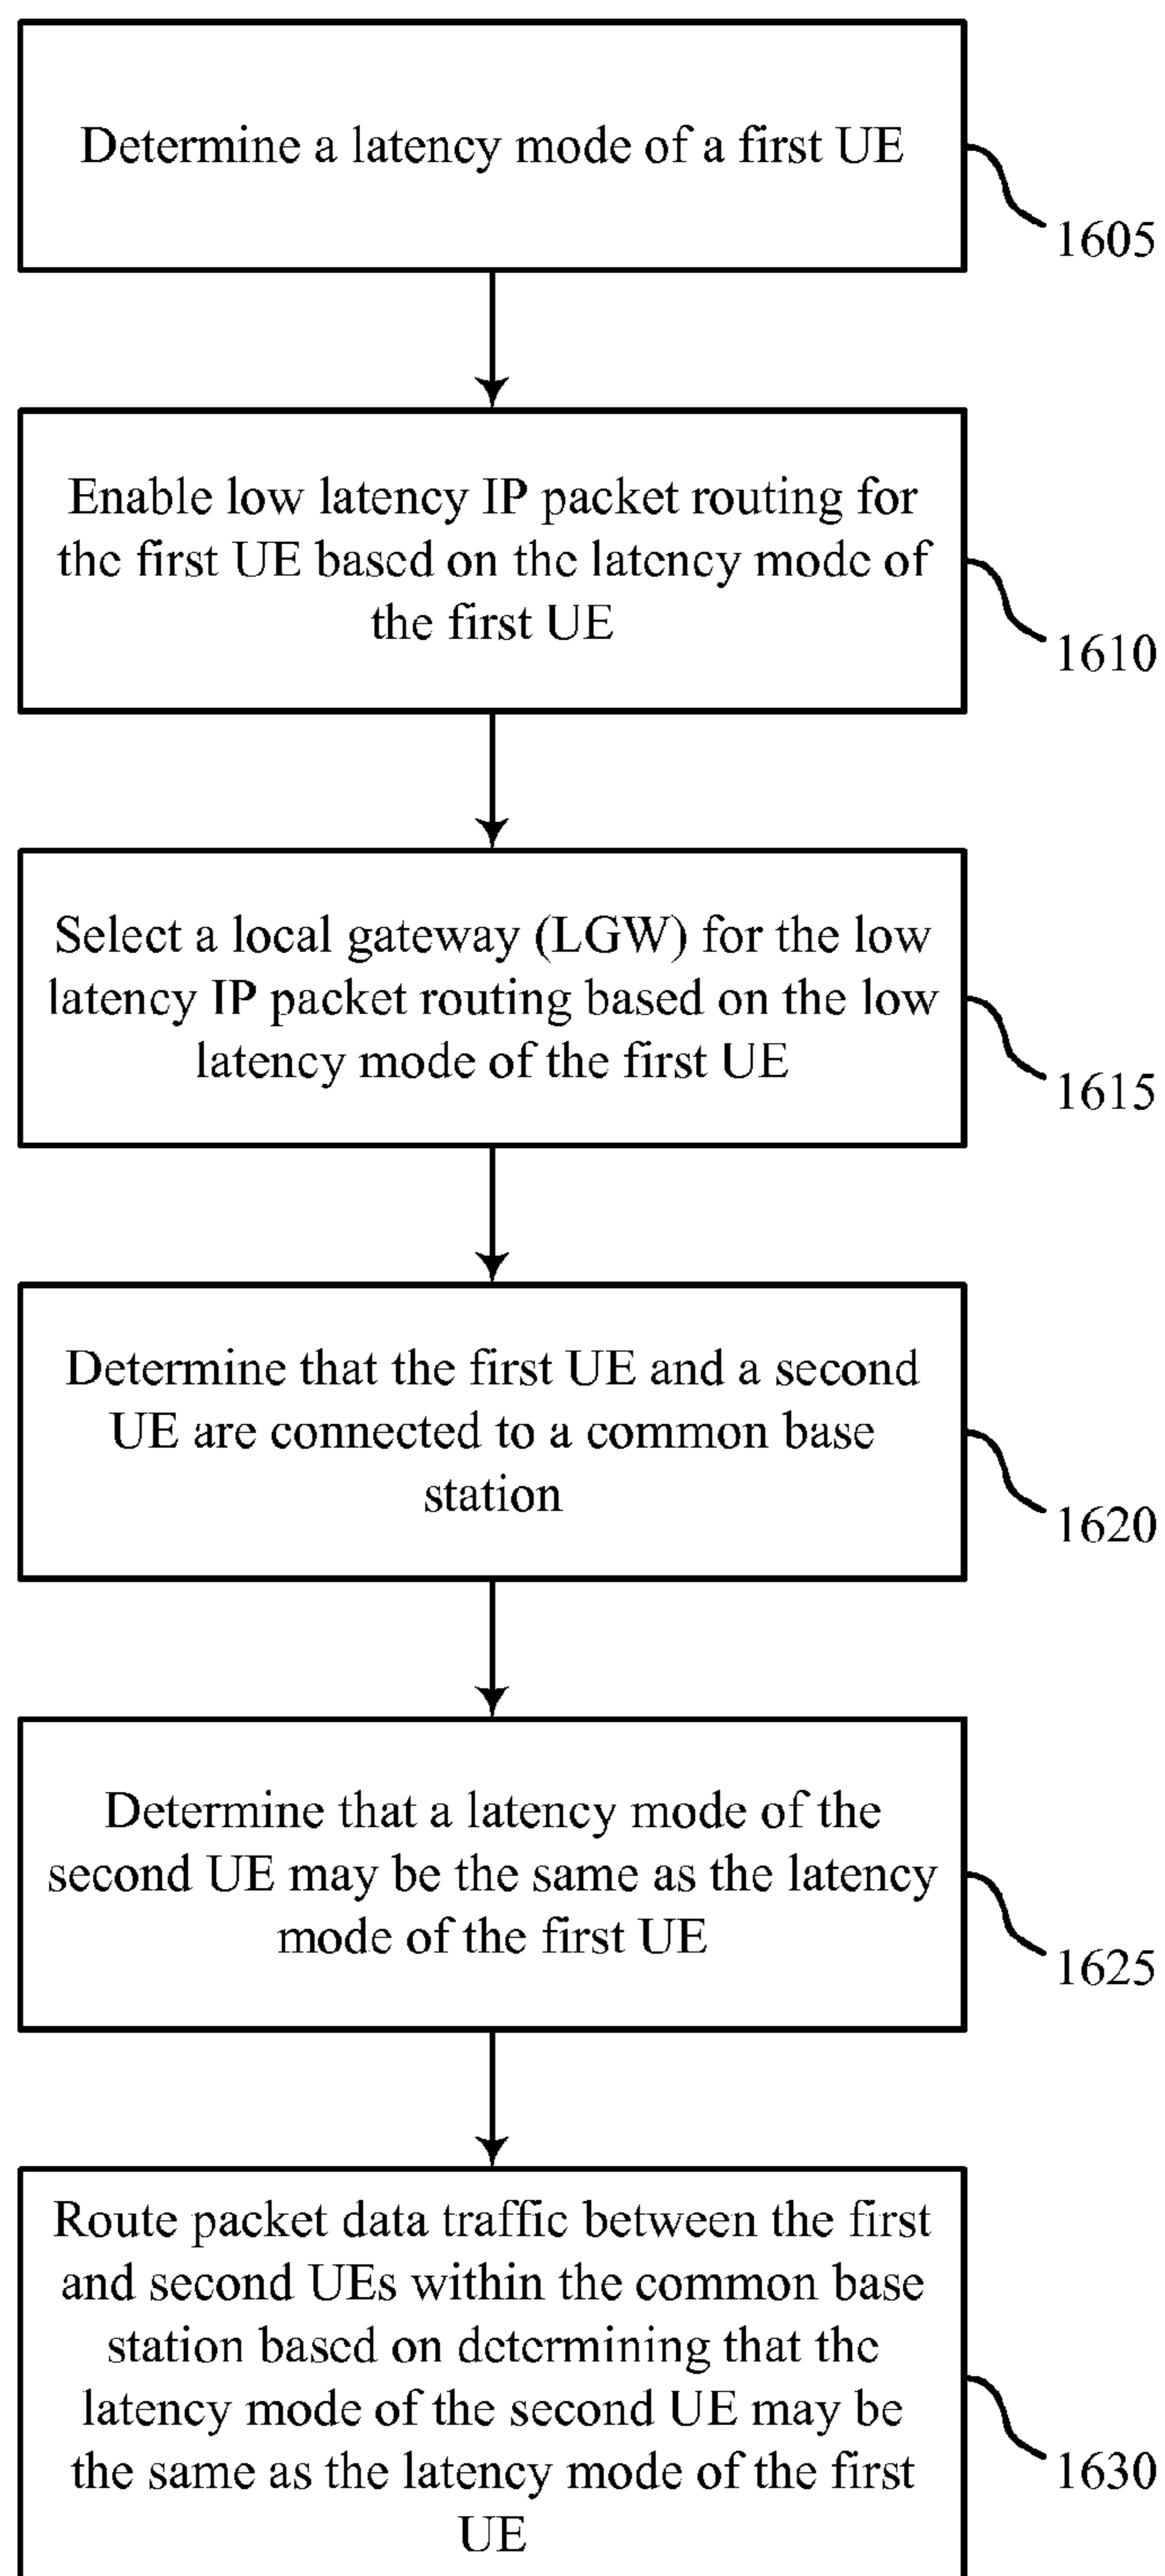 Determine a latency mode of a first UE
1605
Enable low latency IP packet routing for
the first UE based on the latency mode of
the first UE
1610
Select a local gateway (LGW) for the low
latency IP packet routing based on the low
latency mode of the first UE
1615
Determine that the first UE and a second
UE are connected to a common base
station
1620
Determine that a latency mode of the
second UE may be the same as the latency
mode of the first UE
1625
Route packet data traffic between the first
and second UEs within the common base
station based on determining that the
latency mode of the second UE may be
the same as the latency mode of the first
UE
1630